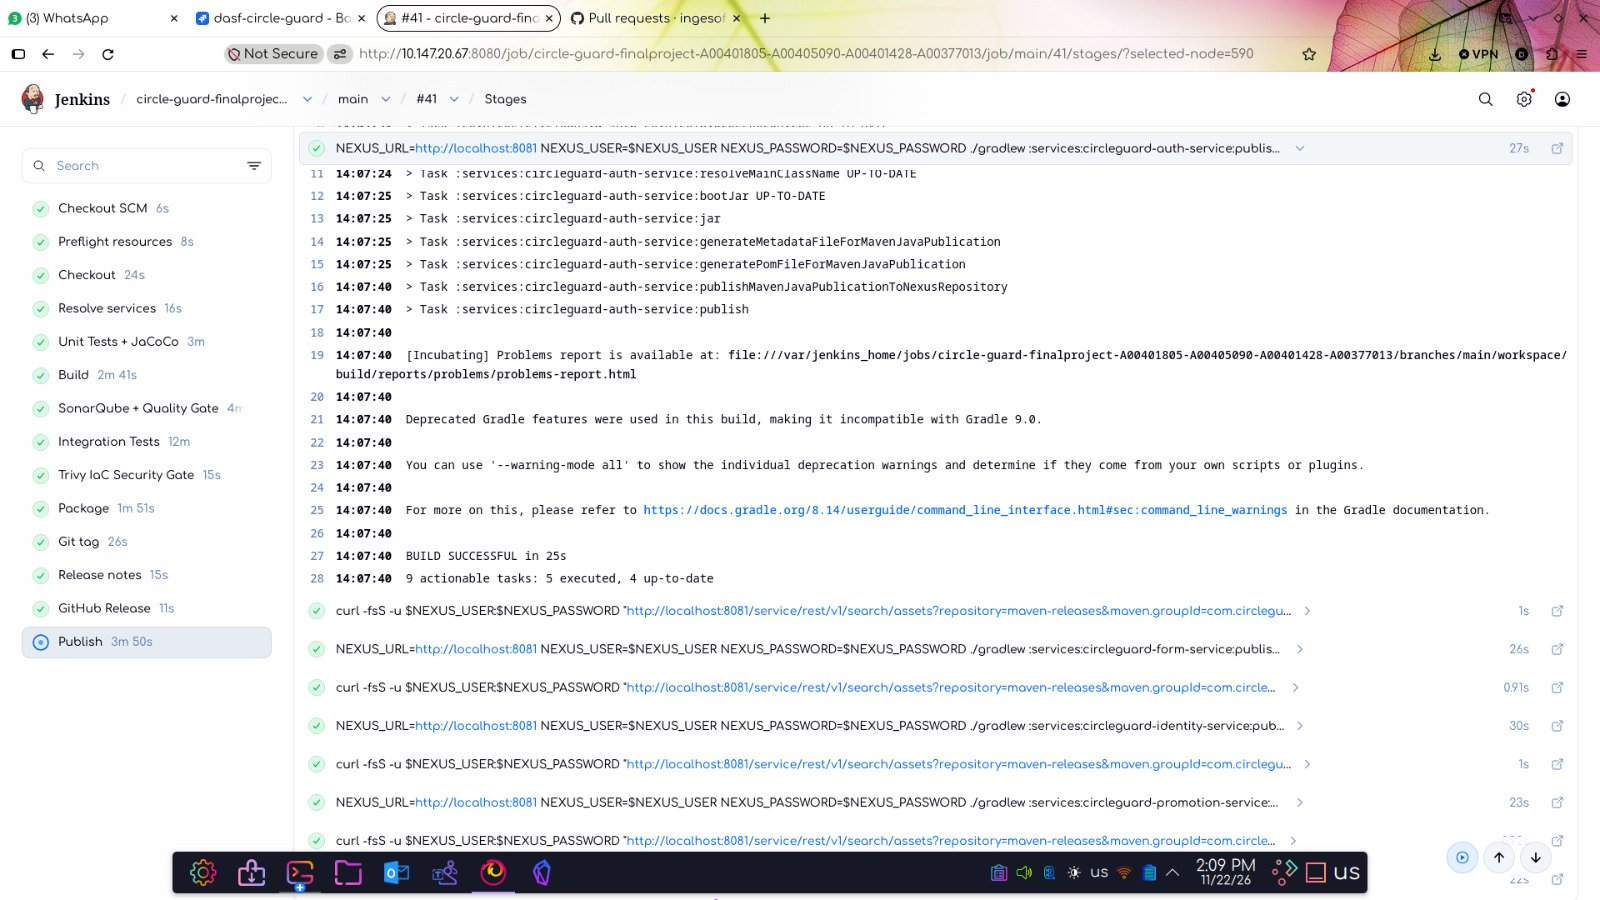 (3) WhatsApp
dasf-circle-guard - Bo
#41 - circle-guard-fina
Pull requests · ingesof
Not Secure
http://10.147.20.67:8080/job/circle-guard-finalproject-A00401805-A00405090-A00401428-A00377013/job/main/41/stages/?selected-node=590
VPN
Jenkins / circle-guard-finalprojec... / main / #41 / Stages
Search
Checkout SCM 6s
Preflight resources 8s
Checkout 24s
Resolve services 16s
Unit Tests + JaCoCo 3m
Build 2m 41s
SonarQube + Quality Gate 4m
Integration Tests 12m
Trivy IaC Security Gate 15s
Package 1m 51s
Git tag 26s
Release notes 15s
GitHub Release 11s
Publish 3m 50s
NEXUS_URL=http://localhost:8081 NEXUS_USER=$NEXUS_USER NEXUS_PASSWORD=$NEXUS_PASSWORD ./gradlew :services:circleguard-auth-service:publis... 27s
11 14:07:24 > Task :services:circleguard-auth-service:resolveMainClassName UP-TO-DATE
12 14:07:25 > Task :services:circleguard-auth-service:bootJar UP-TO-DATE
13 14:07:25 > Task :services:circleguard-auth-service:jar
14 14:07:25 > Task :services:circleguard-auth-service:generateMetadataFileForMavenJavaPublication
15 14:07:25 > Task :services:circleguard-auth-service:generatePomFileForMavenJavaPublication
16 14:07:40 > Task :services:circleguard-auth-service:publishMavenJavaPublicationToNexusRepository
17 14:07:40 > Task :services:circleguard-auth-service:publish
18 14:07:40
19 14:07:40 [Incubating] Problems report is available at: file:///var/jenkins_home/jobs/circle-guard-finalproject-A00401805-A00405090-A00401428-A00377013/branches/main/workspace/
build/reports/problems/problems-report.html
20 14:07:40
21 14:07:40 Deprecated Gradle features were used in this build, making it incompatible with Gradle 9.0.
22 14:07:40
23 14:07:40 You can use '--warning-mode all' to show the individual deprecation warnings and determine if they come from your own scripts or plugins.
24 14:07:40
25 14:07:40 For more on this, please refer to https://docs.gradle.org/8.14/userguide/command_line_interface.html#sec:command_line_warnings in the Gradle documentation.
26 14:07:40
27 14:07:40 BUILD SUCCESSFUL in 25s
28 14:07:40 9 actionable tasks: 5 executed, 4 up-to-date
curl -fsS -u $NEXUS_USER:$NEXUS_PASSWORD "http://localhost:8081/service/rest/v1/search/assets?repository=maven-releases&maven.groupId=com.circlegu... 1s
NEXUS_URL=http://localhost:8081 NEXUS_USER=$NEXUS_USER NEXUS_PASSWORD=$NEXUS_PASSWORD ./gradlew :services:circleguard-form-service:publis... 26s
curl -fsS -u $NEXUS_USER:$NEXUS_PASSWORD "http://localhost:8081/service/rest/v1/search/assets?repository=maven-releases&maven.groupId=com.circle... 0.91s
NEXUS_URL=http://localhost:8081 NEXUS_USER=$NEXUS_USER NEXUS_PASSWORD=$NEXUS_PASSWORD ./gradlew :services:circleguard-identity-service:pub... 30s
curl -fsS -u $NEXUS_USER:$NEXUS_PASSWORD "http://localhost:8081/service/rest/v1/search/assets?repository=maven-releases&maven.groupId=com.circlegu... 1s
NEXUS_URL=http://localhost:8081 NEXUS_USER=$NEXUS_USER NEXUS_PASSWORD=$NEXUS_PASSWORD ./gradlew :services:circleguard-promotion-service:... 23s
curl -fsS -u $NEXUS_USER:$NEXUS_PASSWORD "http://localhost:8081/service/rest/v1/search/assets?repository=maven-releases&maven.groupId=com.circle...
22s
us
2:09 PM
11/22/26
us